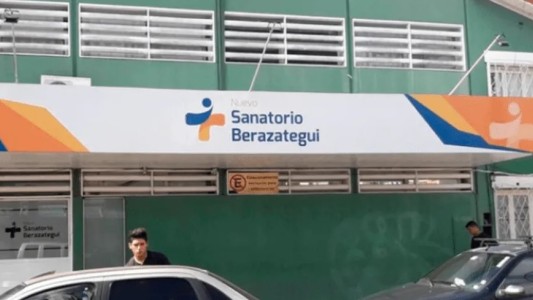 Nuevo
Sanatorio
Berazategui
E
Sanatorio
Berazategui